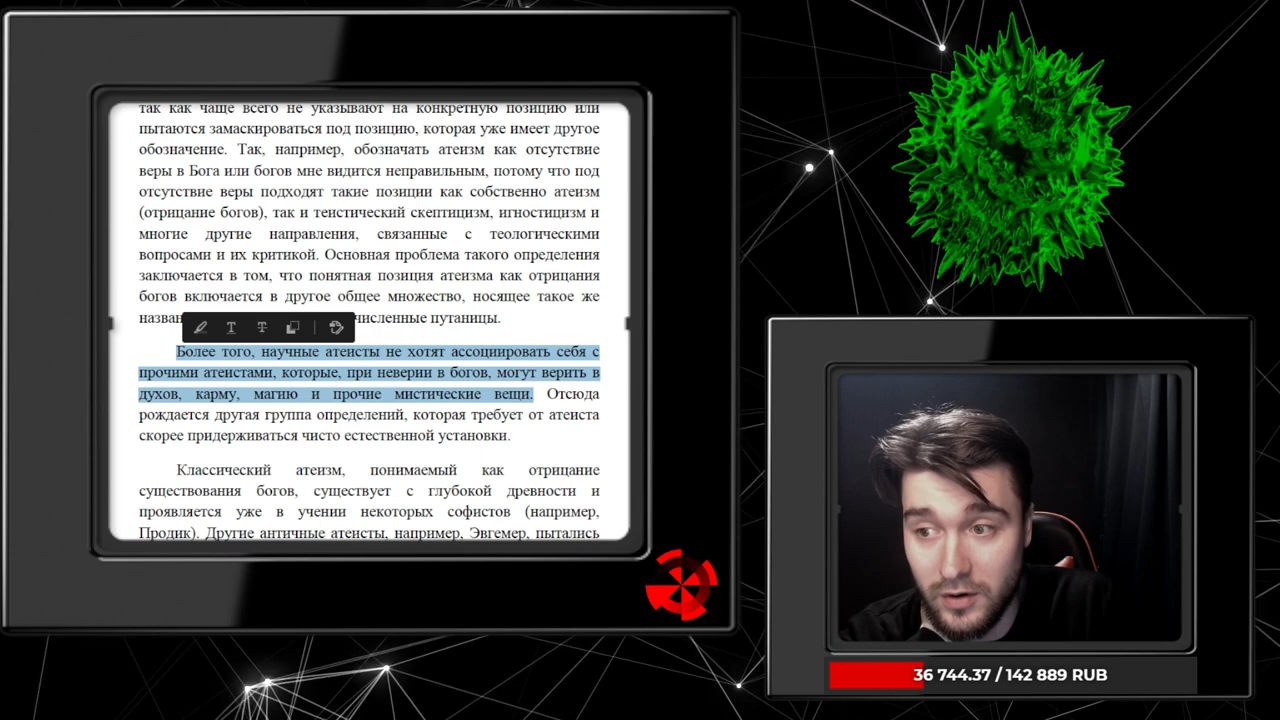 так как чаще всего не указывают на конкретную позицию или
пытаются замаскироваться под позицию, которая уже имеет другое
обозначение. Так, например, обозначать атеизм как отсутствие
веры в Бога или богов мне видится неправильным, потому что под
отсутствие веры подходят такие позиции как собственно атеизм
(отрицание богов), так и теистический скептицизм, игностицизм и
многие другие направления, связанные с теологическими
вопросами и их критикой. Основная проблема такого определения
заключается в том, что понятная позиция атеизма как отрицания
богов включается в другое общее множество, носящее такое же
назван численные путаницы.
Более того, научные атеисты не хотят ассоциировать себя с
прочими атеистами, которые, при неверии в богов, могут верить в
духов, карму, магию и прочие мистические вещи. Отсюда
рождается другая группа определений, которая требует от атеиста
скорее придерживаться чисто естественной установки.
Классический атеизм, понимаемый как отрицание
существования богов, существует с глубокой древности и
проявляется уже в учении некоторых софистов (например,
Продик). Другие античные атеисты, например, Эвгемер, пытались
36 744.37 / 142 889 RUB